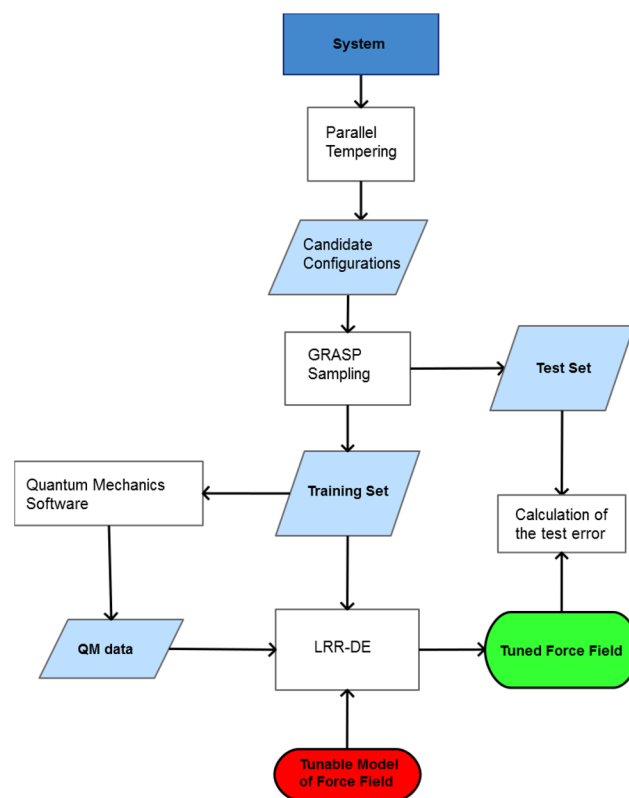 System
Parallel
Tempering
Candidate
Configurations
GRASP
Sampling
Test Set
Quantum Mechanics
Software
Training Set
Calculation of
the test error
QM data
LRR-DE
Tuned Force Field
Tunable Model
of Force Field